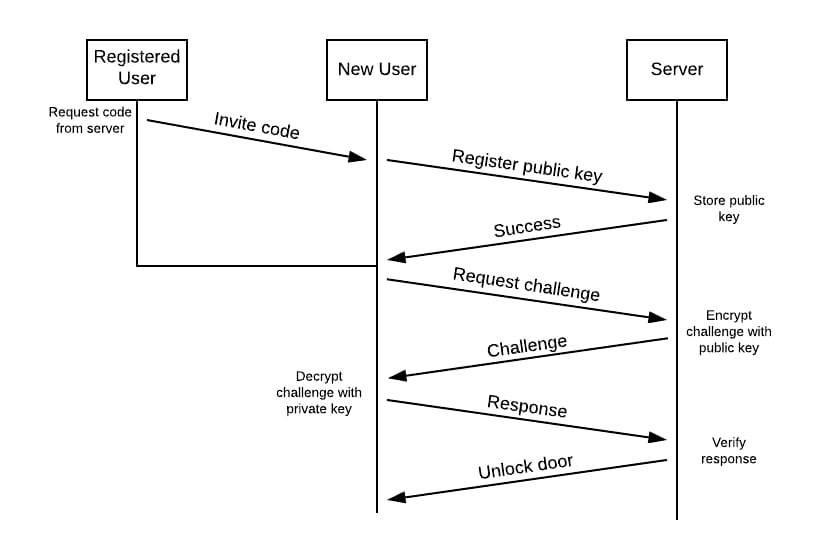 Registered
User
New User
Server
Request code
from server
Invite code
Register public key
Store public
key
Success
Request challenge
Encrypt
challenge with
public key
Challenge
Decrypt
challenge with
private key
Response
Verify
response
Unlock door